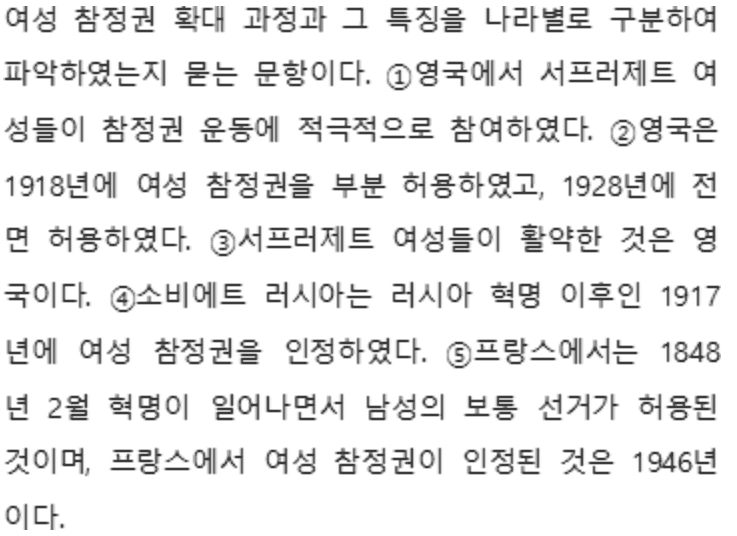 여성 참정권 확대 과정과 그 특징을 나라별로 구분하여
파악하였는지 묻는 문항이다. ①영국에서 서프러제트 여
성들이 참정권 운동에 적극적으로 참여하였다. ②영국은
1918년에 여성 참정권을 부분 허용하였고, 1928년에 전
면 허용하였다. ③서프러제트 여성들이 활약한 것은 영
국이다. ④소비에트 러시아는 러시아 혁명 이후인 1917
년에 여성 참정권을 인정하였다. ⑤프랑스에서는 1848
년 2월 혁명이 일어나면서 남성의 보통 선거가 허용된
것이며, 프랑스에서 여성 참정권이 인정된 것은 1946년
이다.